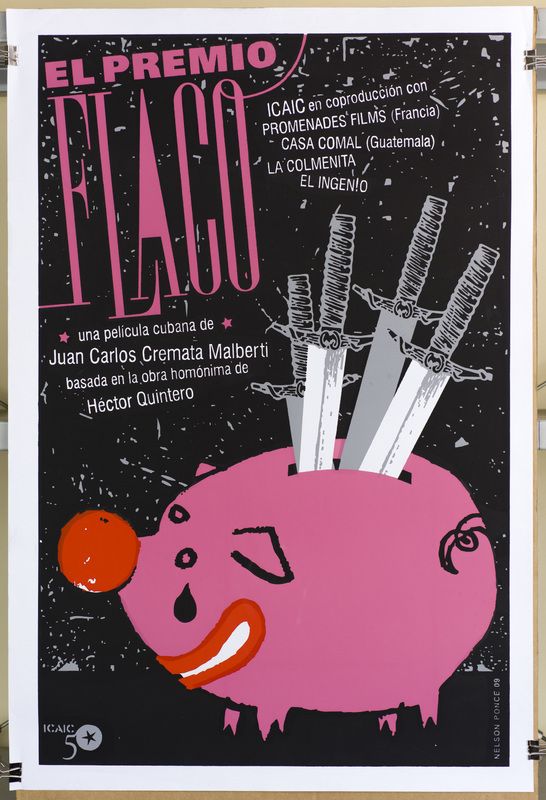 EL PREMIO
FLACO
ICAIC en coproducción con
PROMENADES FILMS (Francia)
CASA COMAL (Guatemala)
LA COLMENITA
EL INGENIO
una película cubana de
Juan Carlos Cremata Malberti
basada en la obra homónima de
Héctor Quintero
ICAIC
50
NELSON PONCE 09